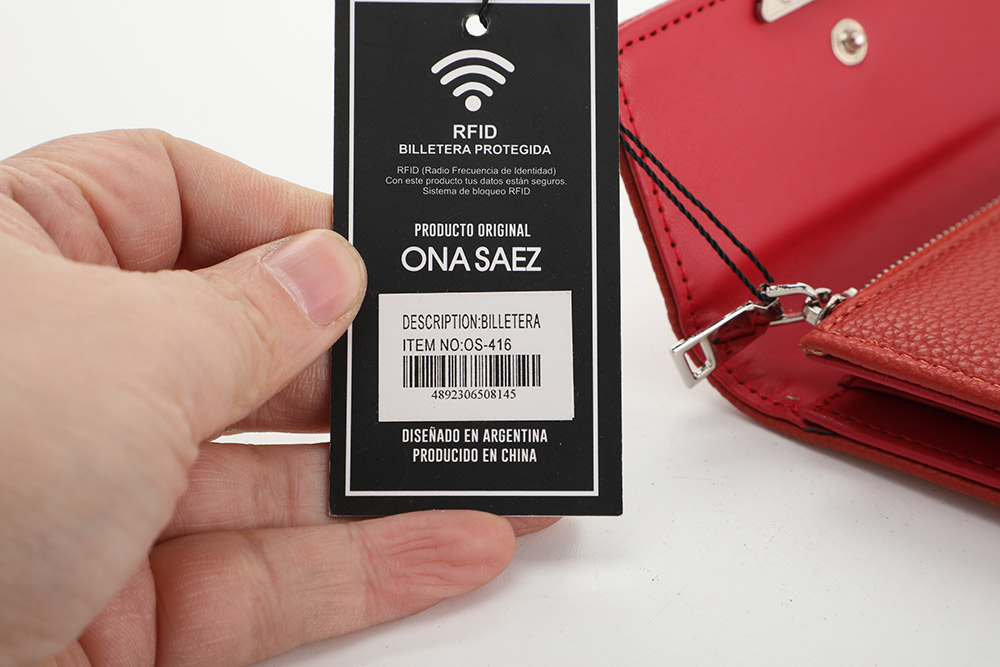 RFID
BILLETERA PROTEGIDA
RFID (Radio Frecuencia de Identidad)
Con este producto tus datos están seguros.
Sistema de bloqueo RFID
PRODUCTO ORIGINAL
ONA SAEZ
DESCRIPTION:BILLETERA
ITEM NO:OS-416
4892306508145
DISEÑADO EN ARGENTINA
PRODUCIDO EN CHINA